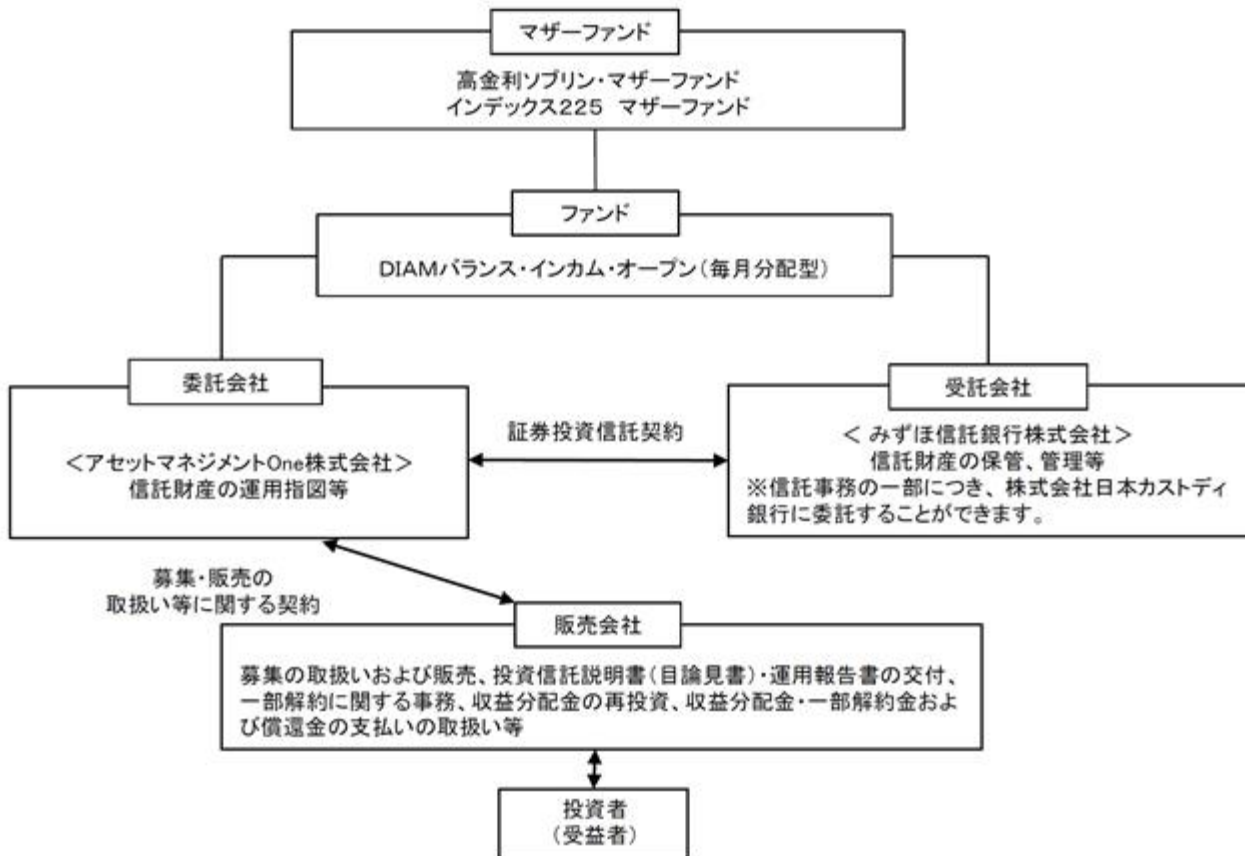 マザーファンド
高金利ソブリン・マザーファンド
インデックス225 マザーファンド
ファンド
DIAMバランス・インカム・オープン(毎月分配型)
委託会社
<アセットマネジメントOne株式会社>
信託財産の運用指図等
証券投資信託契約
受託会社
< みずほ信託銀行株式会社>
信託財産の保管、管理等
※信託事務の一部につき、株式会社日本カストディ
銀行に委託することができます。
募集・販売の
取扱い等に関する契約
販売会社
募集の取扱いおよび販売、投資信託説明書(目論見書)・運用報告書の交付、
一部解約に関する事務、収益分配金の再投資、収益分配金・一部解約金およ
び償還金の支払いの取扱い等
投資者
(受益者)